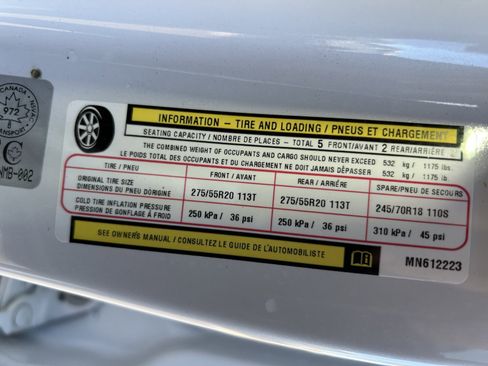 CANADA
972
TRANSPORT
NMB-002
INFORMATION – TIRE AND LOADING / PNEUS ET CHARGEMENT
SEATING CAPACITY / NOMBRE DE PLACES – TOTAL 5 FRONT/AVANT 2 REAR/ARRIÈRE
THE COMBINED WEIGHT OF OCCUPANTS AND CARGO SHOULD NEVER EXCEED 532 kg / 1175 lbs.
LE POIDS TOTAL DES OCCUPANTS ET DU CHARGEMENT NE DOIT JAMAIS DÉPASSER 532 kg / 1175 lb.
TIRE / PNEU FRONT / AVANT REAR / ARRIÈRE SPARE/PNEU DE SECOURS
ORIGINAL TIRE SIZE
DIMENSIONS DU PNEU DORIGINE 275/55R20 113T 275/55R20 113T 245/70R18 110S
COLD TIRE INFLATION PRESSURE
PRESSION DE GONFLAGE À FROID 250 kPa / 36 psi 250 kPa / 36 psi 310 kPa / 45 psi
SEE OWNER'S MANUAL / CONSULTEZ LE GUIDE DE L'AUTOMOBILISTE
MN612223